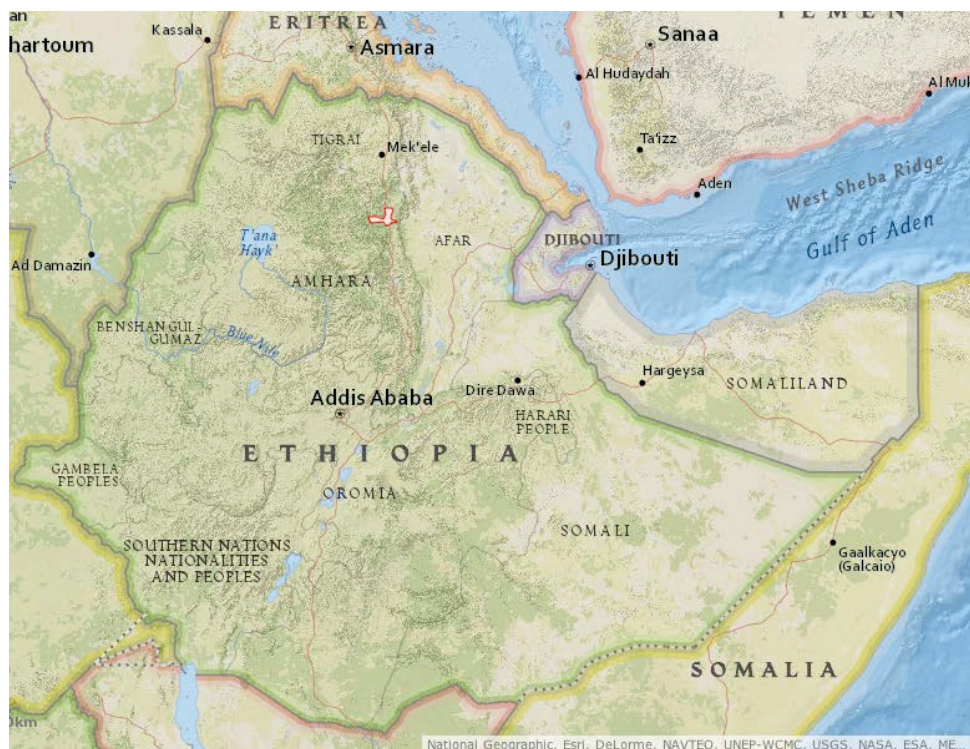 an
hartoum
Kassala
ERITREA
Asmara
YEMEN
Sanaa
Al Hudaydah
Al Muk
Ta'izz
TIGRAI
Mek'ele
Aden
West Sheba Ridge
Gulf of Aden
T'ana
Hayk'
AFAR
DJIBOUTI
Djibouti
Ad Damazin
AMHARA
BENSHANGUL-
GUMAZ
Blue Nile
Dire Dawa
Hargeysa
SOMALILAND
Addis Ababa
HARARI
PEOPLE
ETHIOPIA
GAMBELA
PEOPLES
OROMIA
SOMALI
SOUTHERN NATIONS
NATIONALITIES
AND PEOPLES
Gaalkacyo
(Galcaio)
SOMALIA
0km
National Geographic, Esri, DeLorme, NAVTEQ, UNEP-WCMC, USGS, NASA, ESA, ME